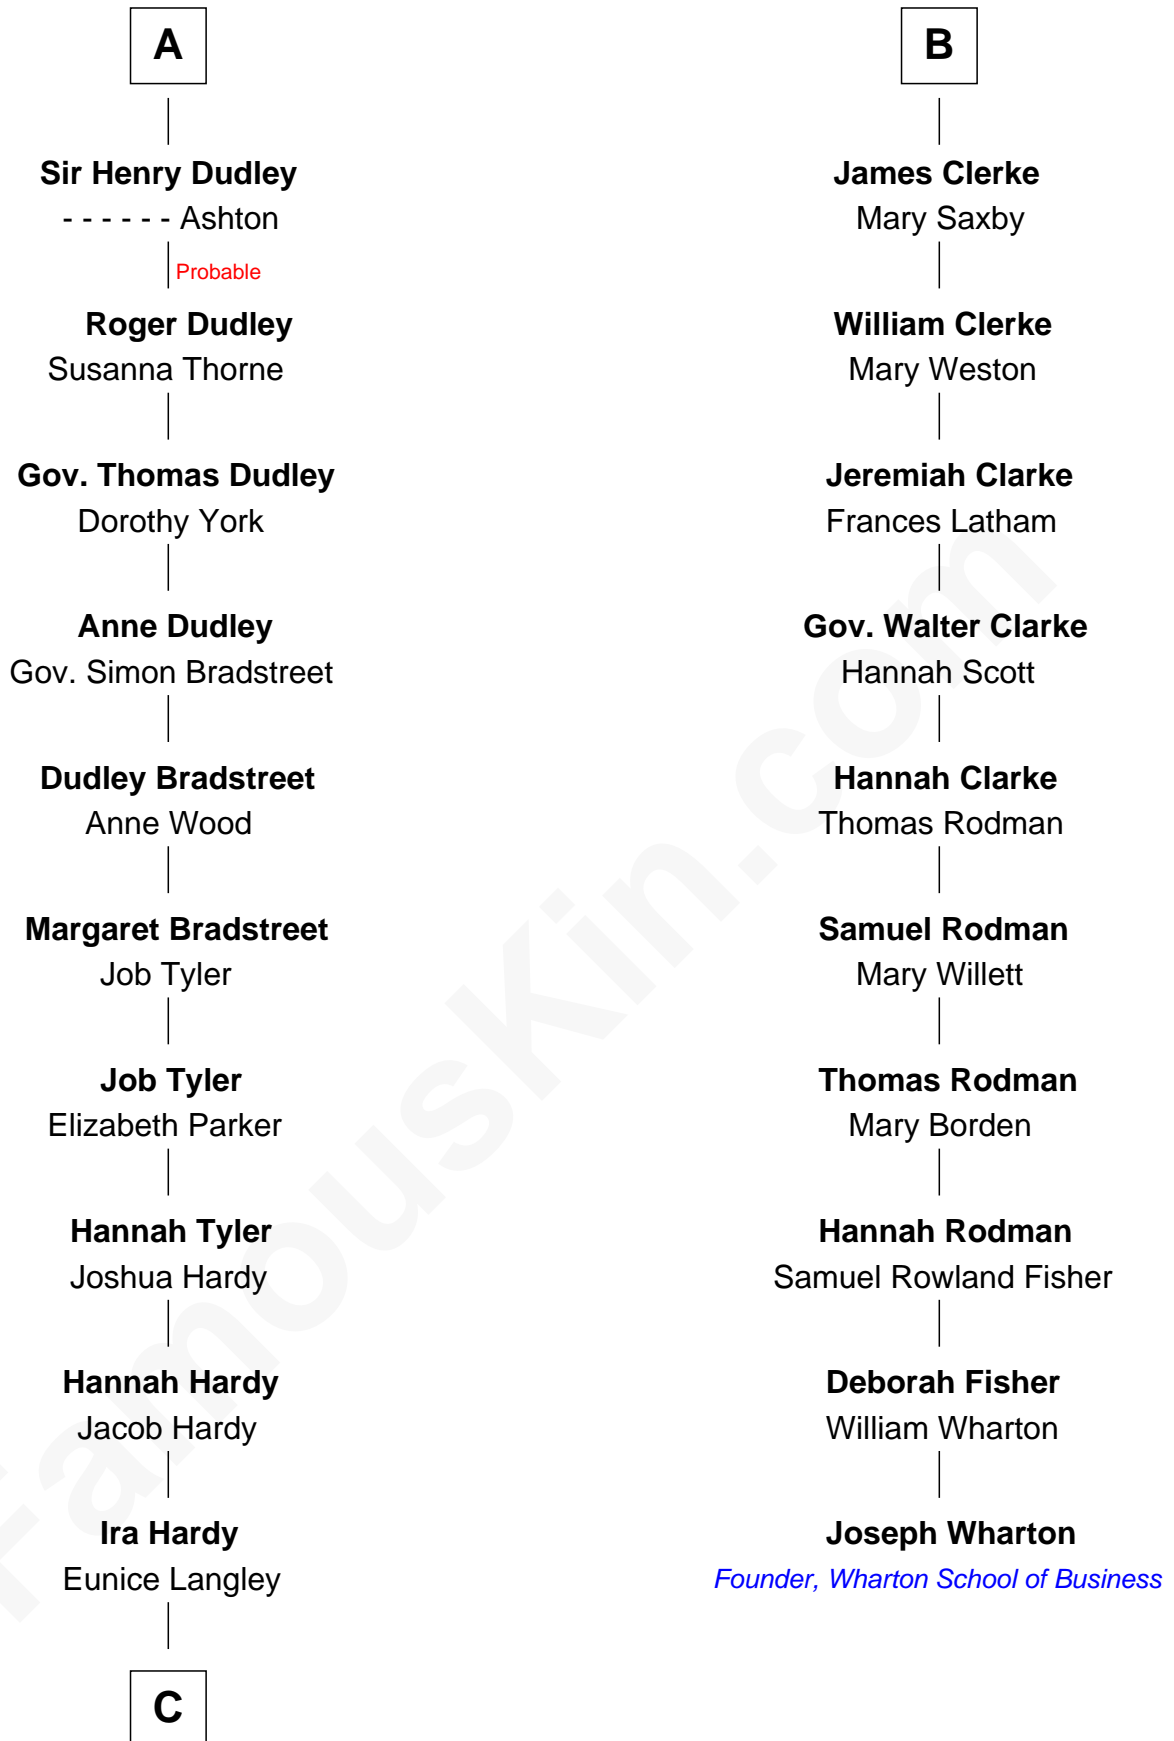 A
Sir Henry Dudley
- - - - - - Ashton
Probable
Roger Dudley
Susanna Thorne
Gov. Thomas Dudley
Dorothy York
Anne Dudley
Gov. Simon Bradstreet
Dudley Bradstreet
Anne Wood
Margaret Bradstreet
Job Tyler
Job Tyler
Elizabeth Parker
Hannah Tyler
Joshua Hardy
Hannah Hardy
Jacob Hardy
Ira Hardy
Eunice Langley
C
B
James Clerke
Mary Saxby
William Clerke
Mary Weston
Jeremiah Clarke
Frances Latham
Gov. Walter Clarke
Hannah Scott
Hannah Clarke
Thomas Rodman
Samuel Rodman
Mary Willett
Thomas Rodman
Mary Borden
Hannah Rodman
Samuel Rowland Fisher
Deborah Fisher
William Wharton
Joseph Wharton
Founder, Wharton School of Business
FamousKin.com